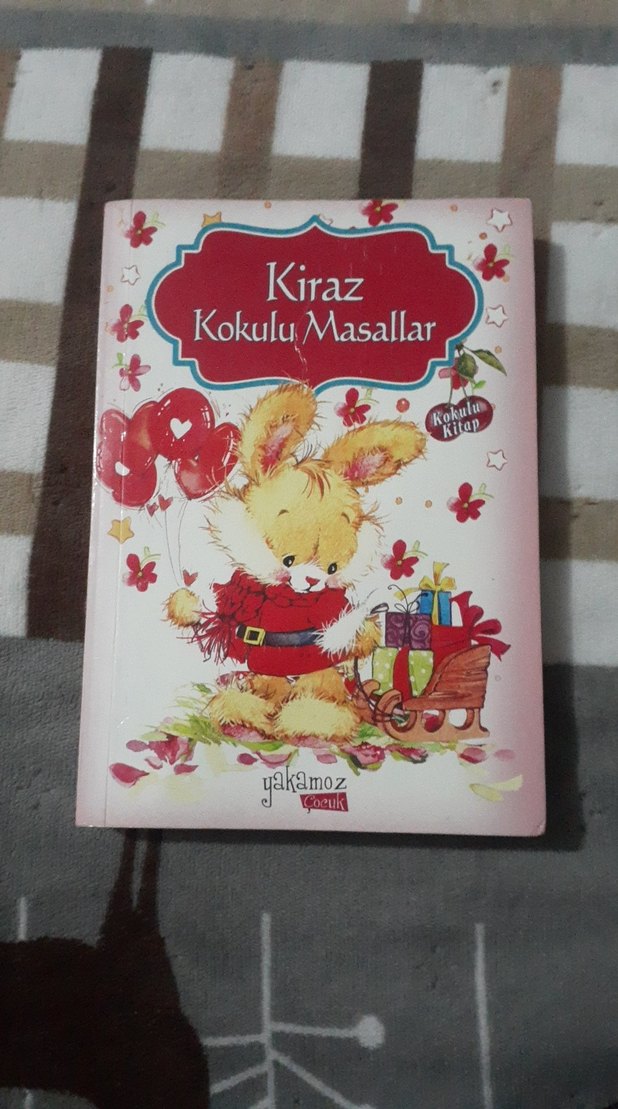 Kiraz
Kokulu Masallar
Kokulu
Kitap
yakamoz
Çocuk